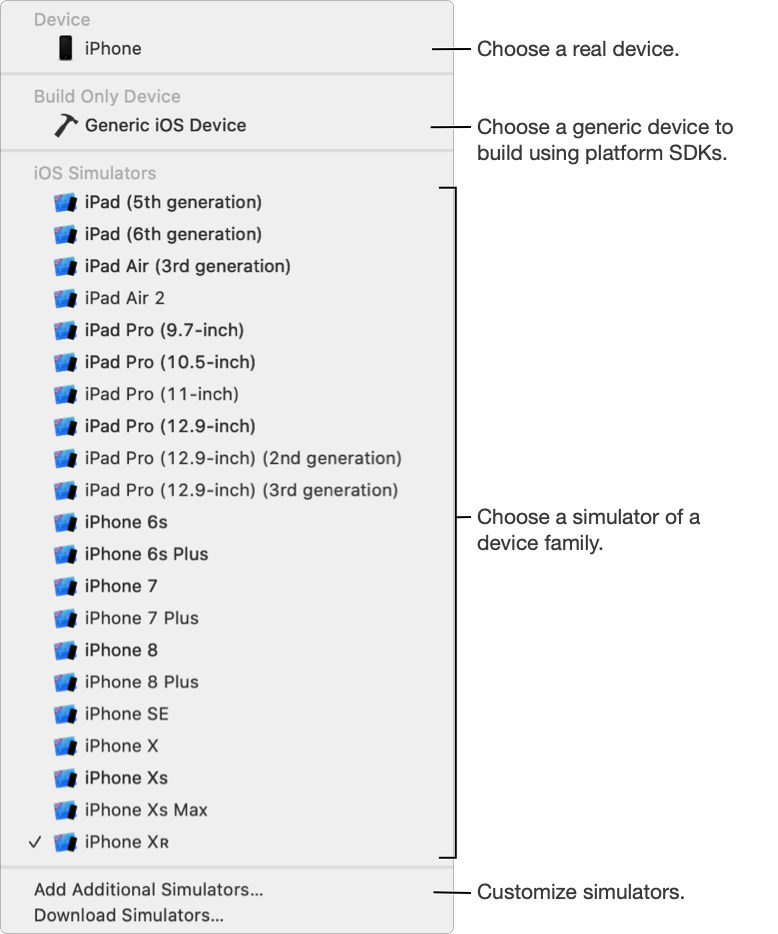 Device
iPhone
Choose a real device.
Build Only Device
Generic iOS Device
Choose a generic device to
build using platform SDKs.
iOS Simulators
iPad (5th generation)
iPad (6th generation)
iPad Air (3rd generation)
iPad Air 2
iPad Pro (9.7-inch)
iPad Pro (10.5-inch)
iPad Pro (11-inch)
iPad Pro (12.9-inch)
iPad Pro (12.9-inch) (2nd generation)
iPad Pro (12.9-inch) (3rd generation)
iPhone 6s
iPhone 6s Plus
iPhone 7
iPhone 7 Plus
iPhone 8
iPhone 8 Plus
iPhone SE
iPhone X
iPhone Xs
iPhone Xs Max
✓ iPhone Xʀ
Choose a simulator of a
device family.
Add Additional Simulators...
Download Simulators...
Customize simulators.